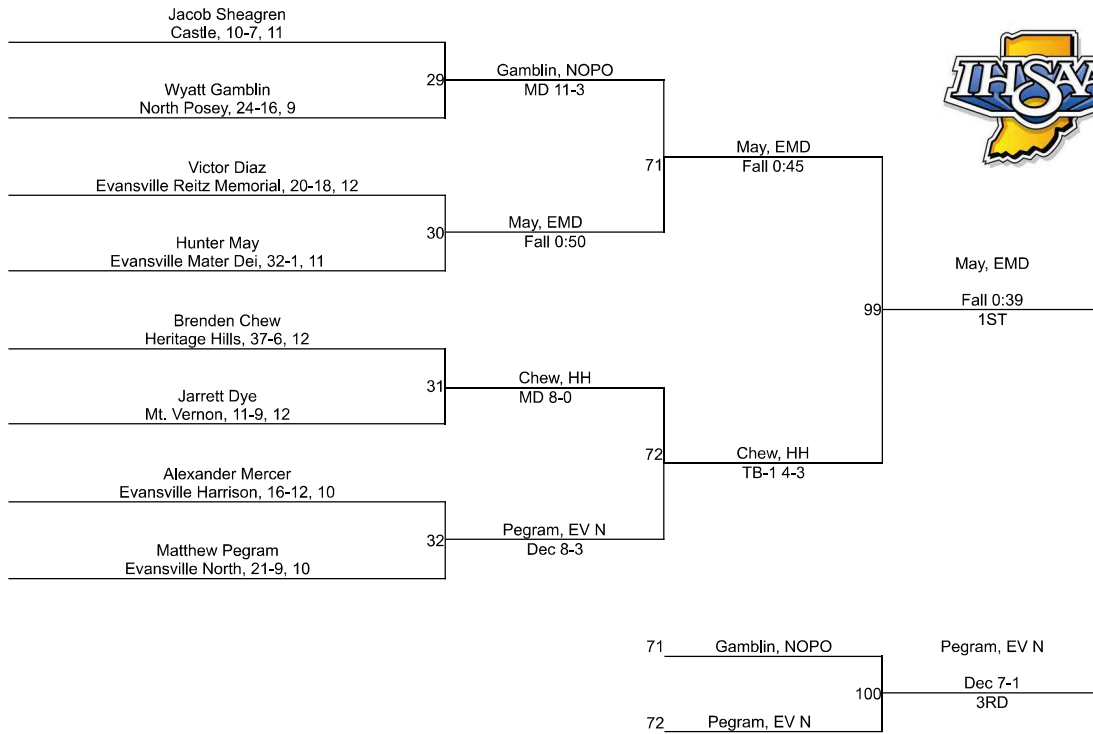 Jacob Sheagren
Castle, 10-7, 11
29
Gamblin, NOPO
MD 11-3
Wyatt Gamblin
North Posey, 24-16, 9
IHSAA
71
May, EMD
Fall 0:45
Victor Diaz
Evansville Reitz Memorial, 20-18, 12
30
May, EMD
Fall 0:50
Hunter May
Evansville Mater Dei, 32-1, 11
99
May, EMD
Fall 0:39
1ST
Brenden Chew
Heritage Hills, 37-6, 12
31
Chew, HH
MD 8-0
Jarrett Dye
Mt. Vernon, 11-9, 12
72
Chew, HH
TB-1 4-3
Alexander Mercer
Evansville Harrison, 16-12, 10
32
Pegram, EV N
Dec 8-3
Matthew Pegram
Evansville North, 21-9, 10
71
Gamblin, NOPO
100
Pegram, EV N
Dec 7-1
3RD
72
Pegram, EV N